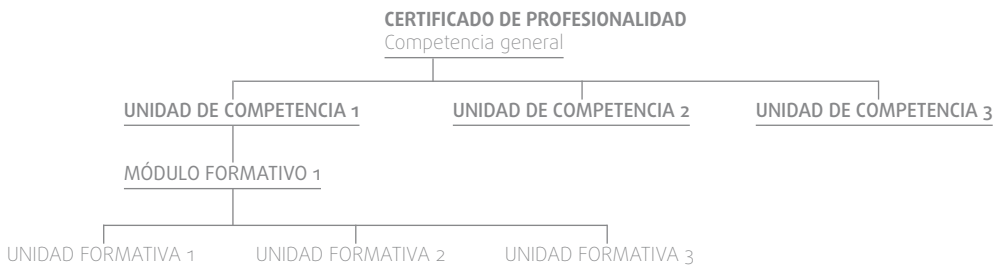 CERTIFICADO DE PROFESIONALIDAD
Competencia general
UNIDAD DE COMPETENCIA 1
UNIDAD DE COMPETENCIA 2
UNIDAD DE COMPETENCIA 3
MÓDULO FORMATIVO 1
UNIDAD FORMATIVA 1
UNIDAD FORMATIVA 2
UNIDAD FORMATIVA 3